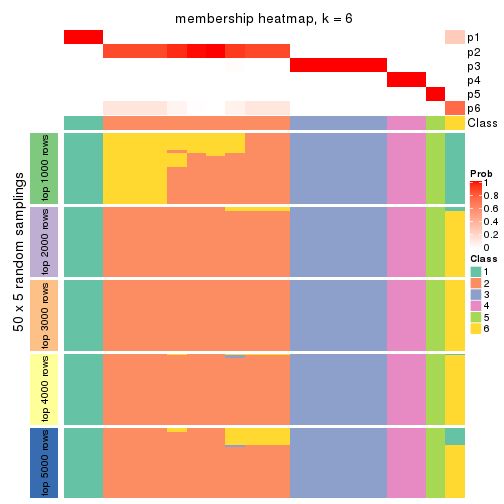 membership heatmap, k = 6
p1
p2
p3
p4
p5
p6
Class
50 x 5 random samplings
top 1000 rows
top 2000 rows
top 3000 rows
top 4000 rows
top 5000 rows
Prob
1
0.8
0.6
0.4
0.2
0
Class
1
2
3
4
5
6